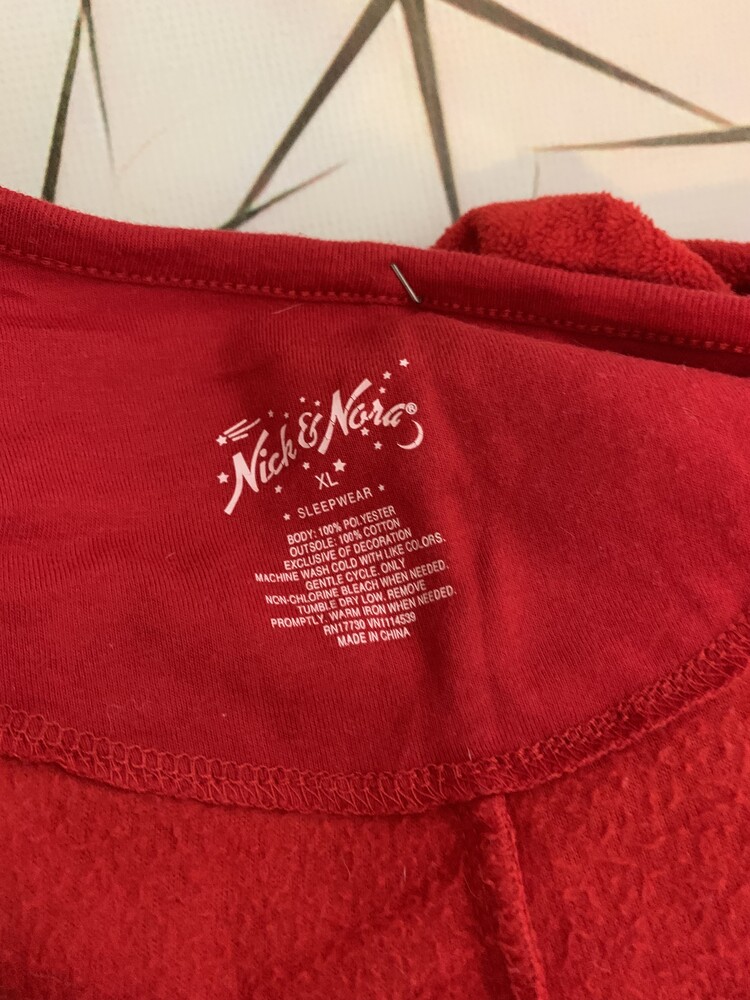 Nick & Nora®
XL
SLEEPWEAR
BODY: 100% POLYESTER
OUTSOLE: 100% COTTON
EXCLUSIVE OF DECORATION
MACHINE WASH COLD WITH LIKE COLORS.
GENTLE CYCLE. ONLY
NON-CHLORINE BLEACH WHEN NEEDED.
TUMBLE DRY LOW. REMOVE
PROMPTLY. WARM IRON WHEN NEEDED.
RN17730 VN1114539
MADE IN CHINA